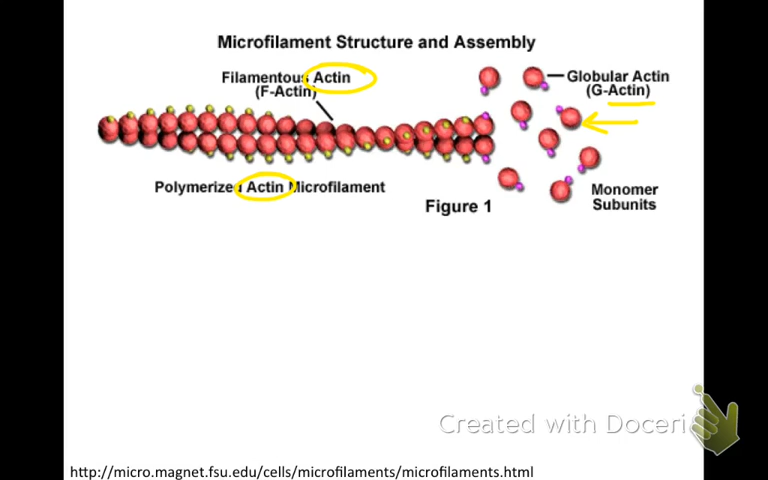 Microfilament Structure and Assembly
Filamentous Actin
(F-Actin)
Globular Actin
(G-Actin)
Polymerized Actin Microfilament
Monomer
Subunits
Figure 1
Created with Doceri
http://micro.magnet.fsu.edu/cells/microfilaments/microfilaments.html